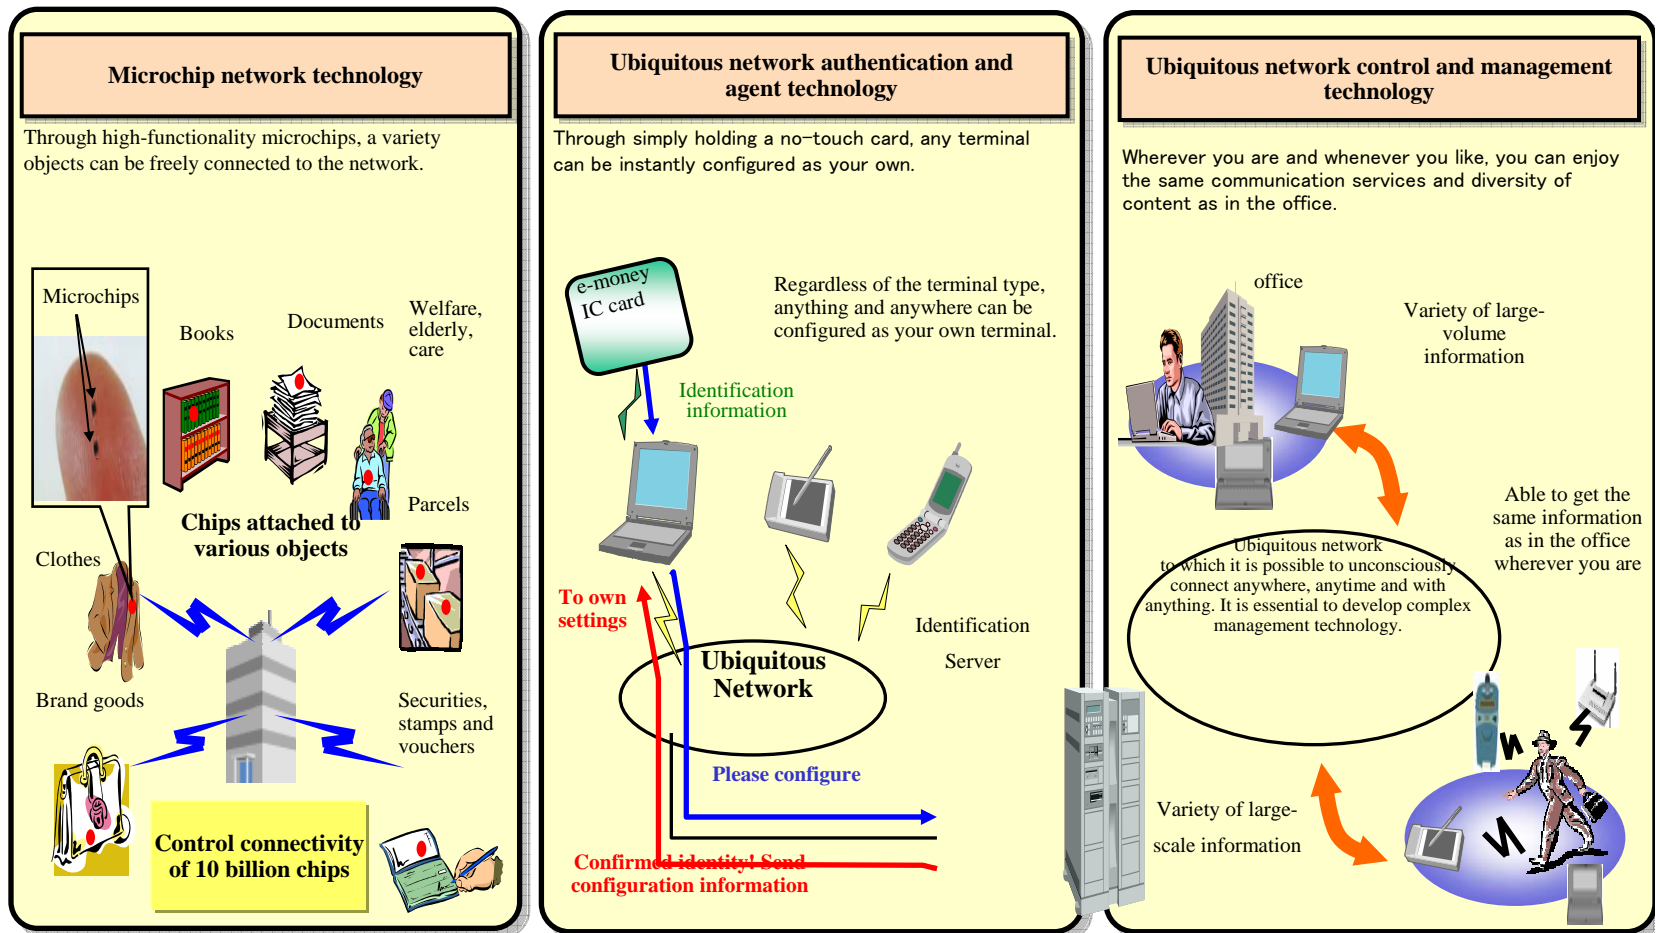 Microchip network technology
Through high-functionality microchips, a variety
objects can be freely connected to the network.
Microchips
Books
Documents
Welfare,
elderly,
care
Chips attached to
various objects
Parcels
Clothes
Brand goods
Securities,
stamps and
vouchers
Control connectivity
of 10 billion chips
Ubiquitous network authentication and
agent technology
Through simply holding a no-touch card, any terminal
can be instantly configured as your own.
e-money
IC card
Regardless of the terminal type,
anything and anywhere can be
configured as your own terminal.
Identification
information
To own
settings
Identification
Server
Ubiquitous
Network
Please configure
Confirmed identity! Send
configuration information
Ubiquitous network control and management
technology
Wherever you are and whenever you like, you can enjoy
the same communication services and diversity of
content as in the office.
office
Variety of large-
volume
information
Able to get the
same information
as in the office
wherever you are
Ubiquitous network
to which it is possible to unconsciously
connect anywhere, anytime and with
anything. It is essential to develop complex
management technology.
Variety of large-
scale information